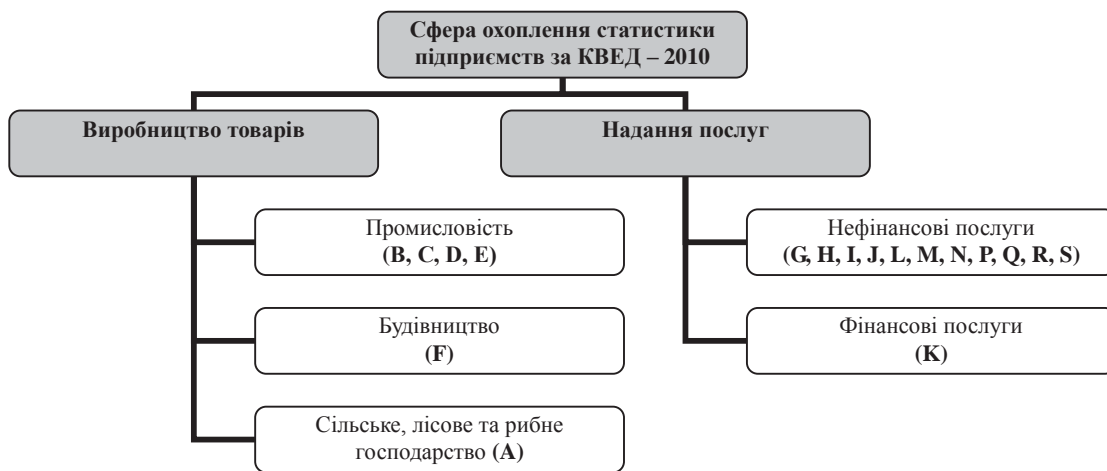 Сфера охоплення статистики
підприємств за КВЕД – 2010
Виробництво товарів
Надання послуг
Промисловість
(B, C, D, E)
Нефінансові послуги
(G, H, I, J, L, M, N, P, Q, R, S)
Будівництво
(F)
Фінансові послуги
(K)
Сільське, лісове та рибне
господарство (A)